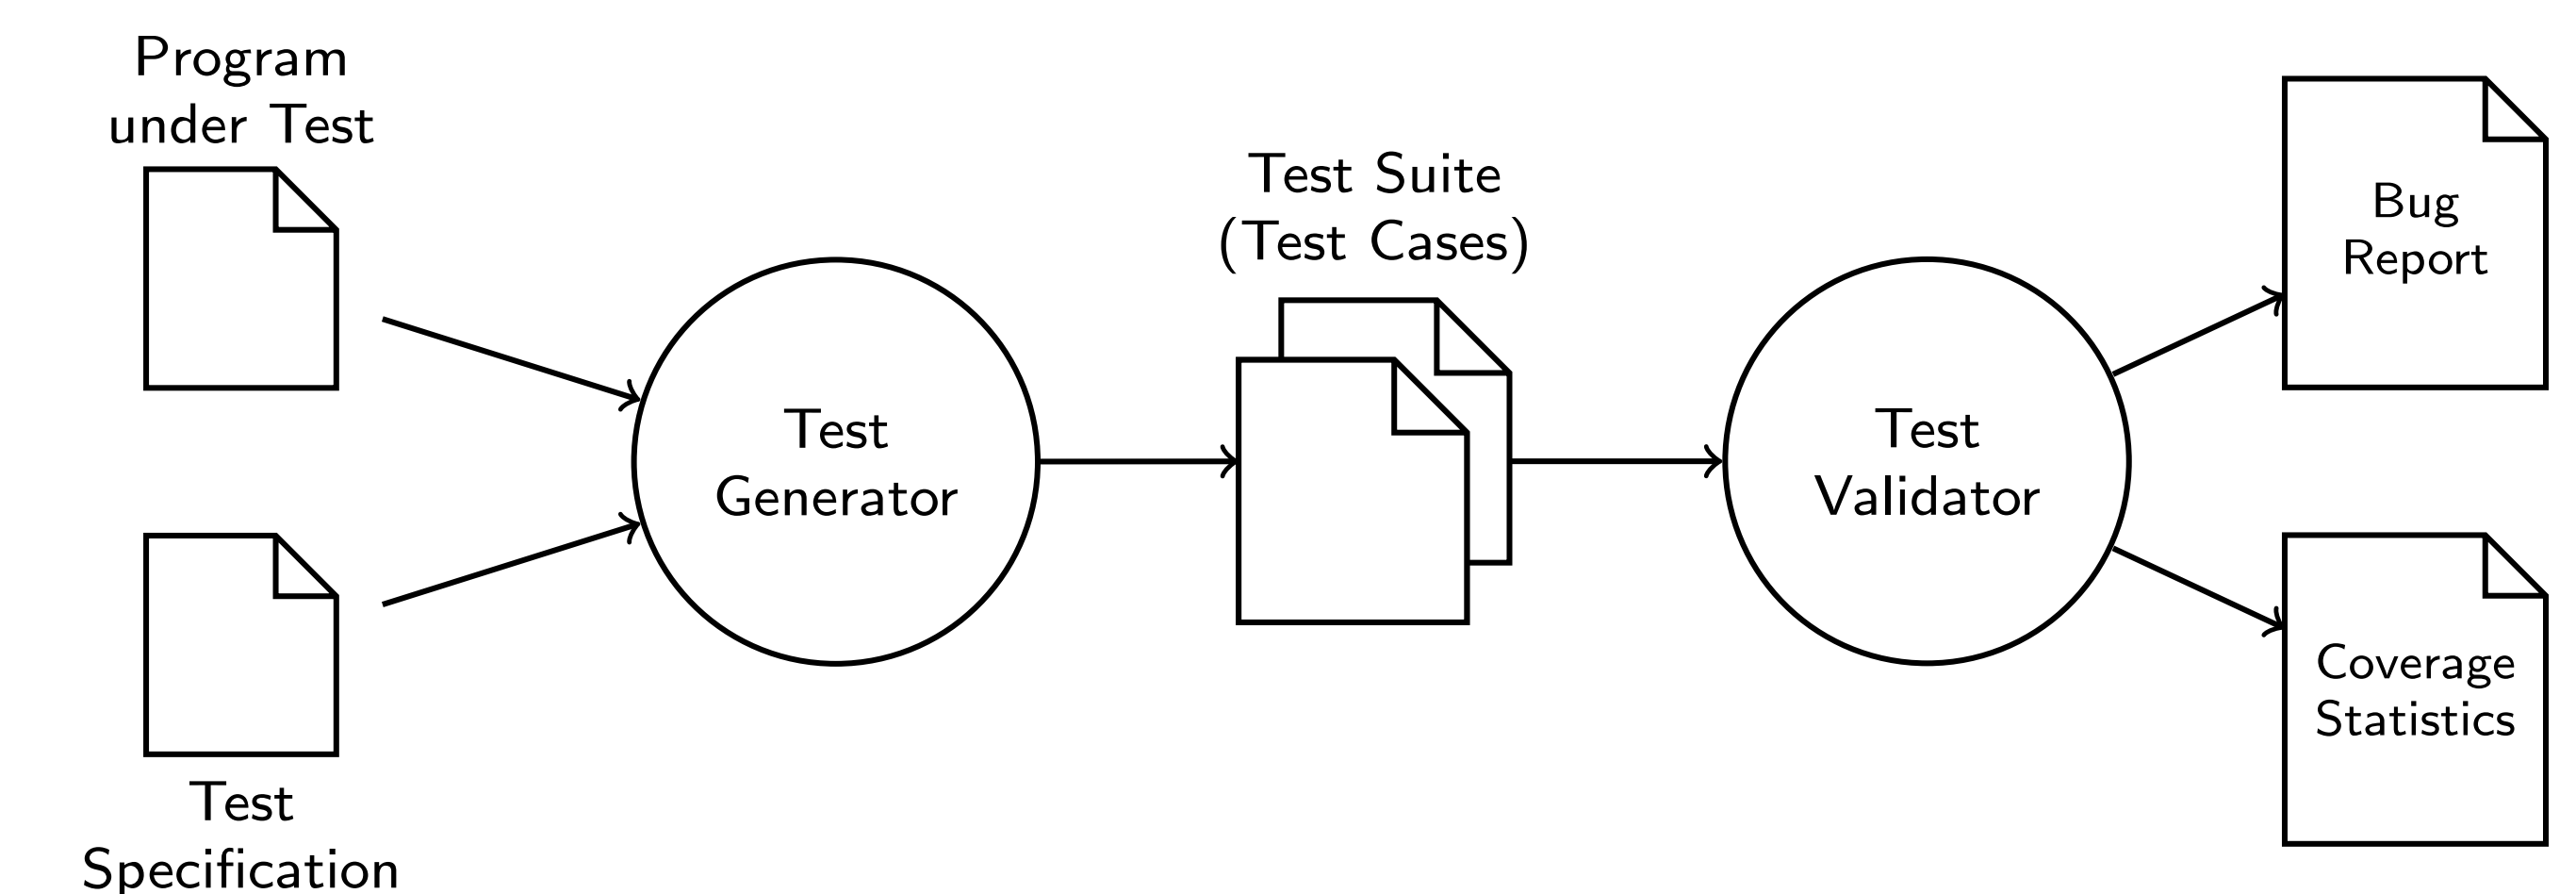 Program
under Test
Test
Specification
Test
Generator
Test Suite
(Test Cases)
Test
Validator
Bug
Report
Coverage
Statistics